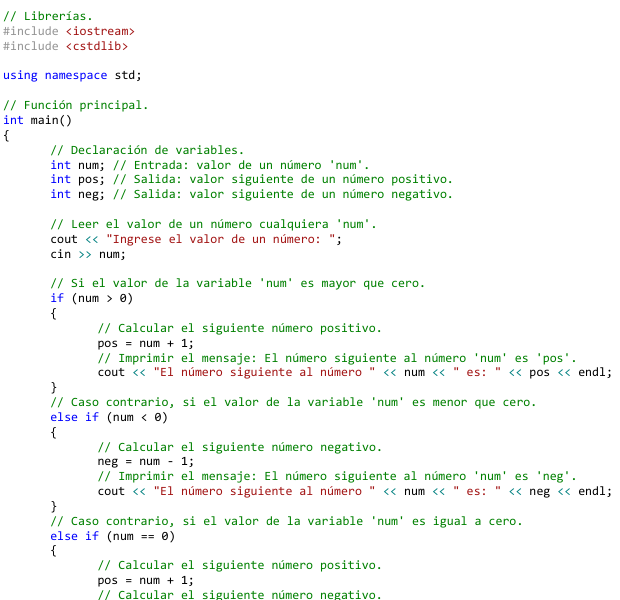 // Librerías.
#include <iostream>
#include <cstdlib>

using namespace std;

// Función principal.
int main()
{
// Declaración de variables.
int num; // Entrada: valor de un número 'num'.
int pos; // Salida: valor siguiente de un número positivo.
int neg; // Salida: valor siguiente de un número negativo.

// Leer el valor de un número cualquiera 'num'.
cout << "Ingrese el valor de un número: ";
cin >> num;

// Si el valor de la variable 'num' es mayor que cero.
if (num > 0)
{
// Calcular el siguiente número positivo.
pos = num + 1;
// Imprimir el mensaje: El número siguiente al número 'num' es 'pos'.
cout << "El número siguiente al número " << num << " es: " << pos << endl;
}
// Caso contrario, si el valor de la variable 'num' es menor que cero.
else if (num < 0)
{
// Calcular el siguiente número negativo.
neg = num - 1;
// Imprimir el mensaje: El número siguiente al número 'num' es 'neg'.
cout << "El número siguiente al número " << num << " es: " << neg << endl;
}
// Caso contrario, si el valor de la variable 'num' es igual a cero.
else if (num == 0)
{
// Calcular el siguiente número positivo.
pos = num + 1;
// Calcular el siguiente número negativo.